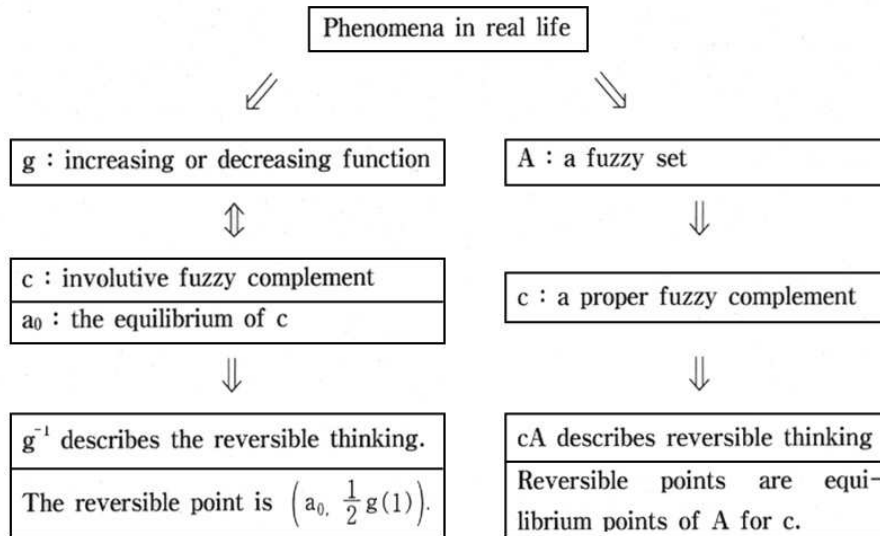 Phenomena in real life
g : increasing or decreasing function
c : involutive fuzzy complement
a₀ : the equilibrium of c
g⁻¹ describes the reversible thinking.
The reversible point is (a₀, 1/2 g(1)).
A : a fuzzy set
c : a proper fuzzy complement
cA describes reversible thinking
Reversible points are equi-
librium points of A for c.